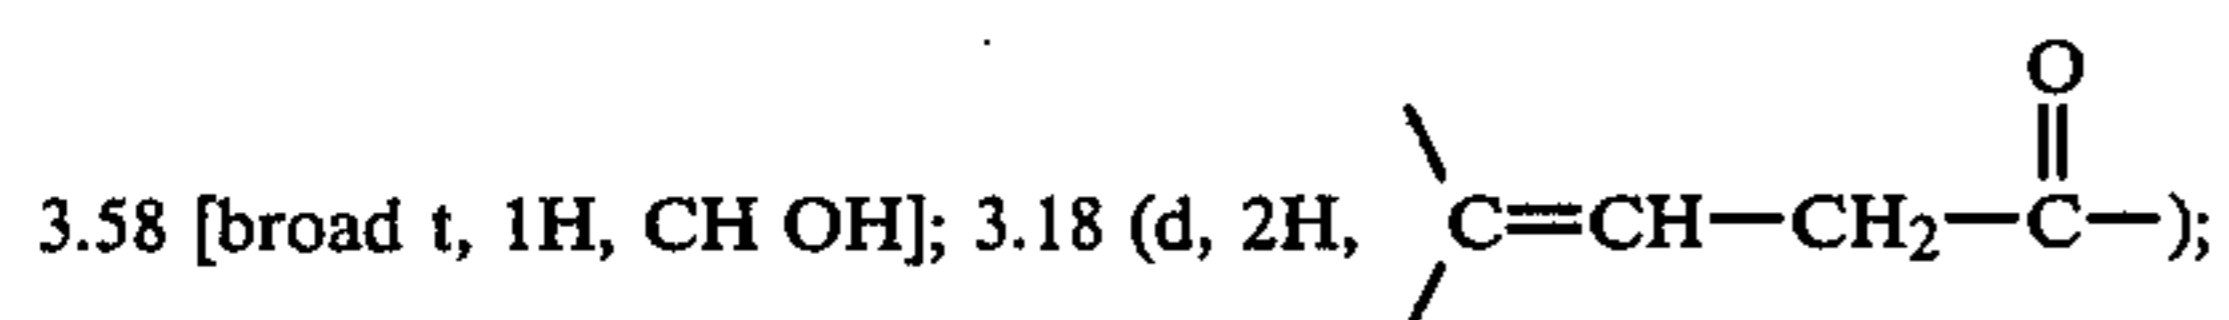 O
3.58 [broad t, 1H, CH OH]; 3.18 (d, 2H, C=CH—CH₂—C—);